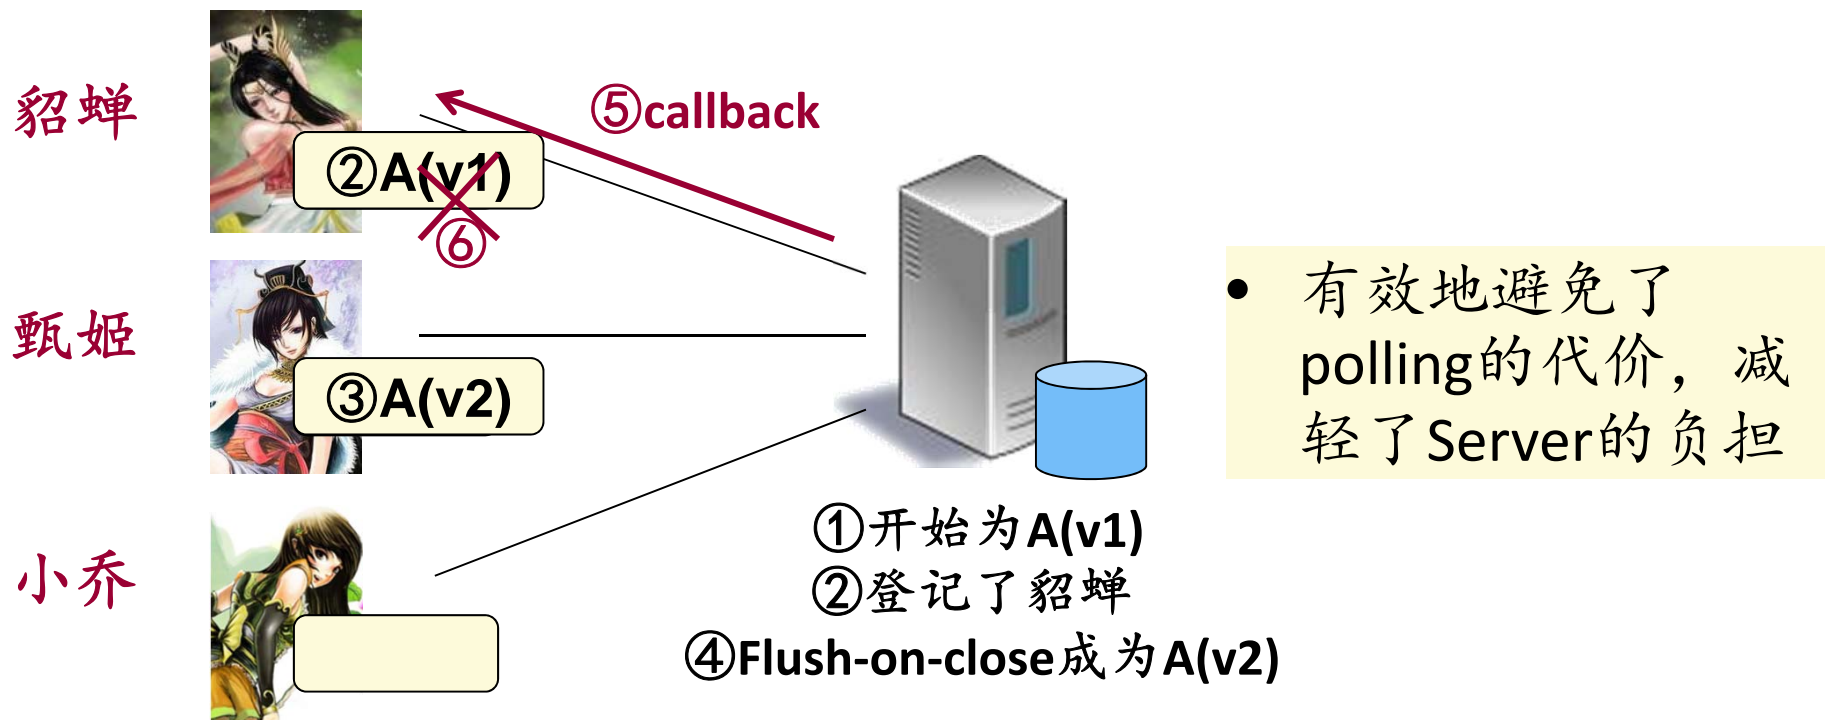 貂蝉
⑤callback
②A(v1)
⑥
甄姬
③A(v2)
• 有效地避免了
polling的代价，减
轻了Server的负担
小乔
①开始为A(v1)
②登记了貂蝉
④Flush-on-close成为A(v2)